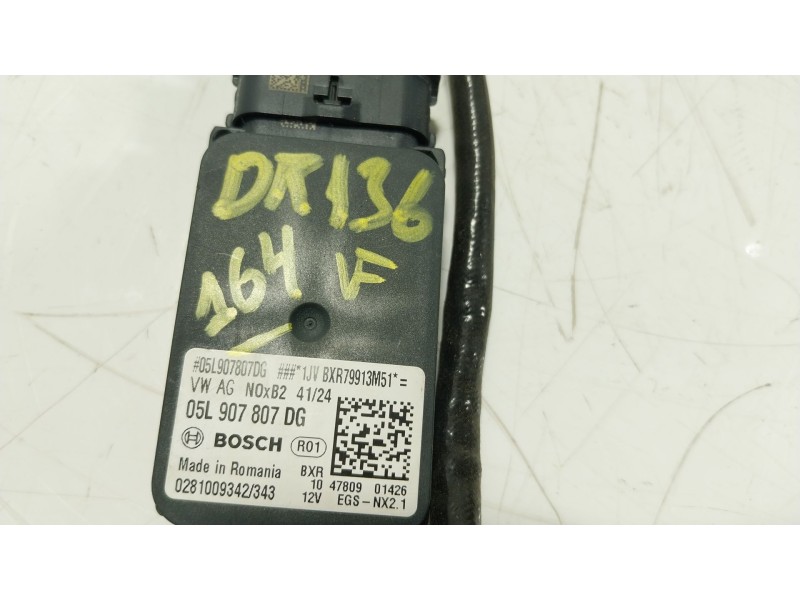 DR136
164 F
#05L907807DG ###*1JV BXR79913M51*=
VW AG NOxB2 41/24
05L 907 807 DG
BOSCH R01
Made in Romania BXR
10 47809 01426
0281009342/343 12V EGS-NX2.1